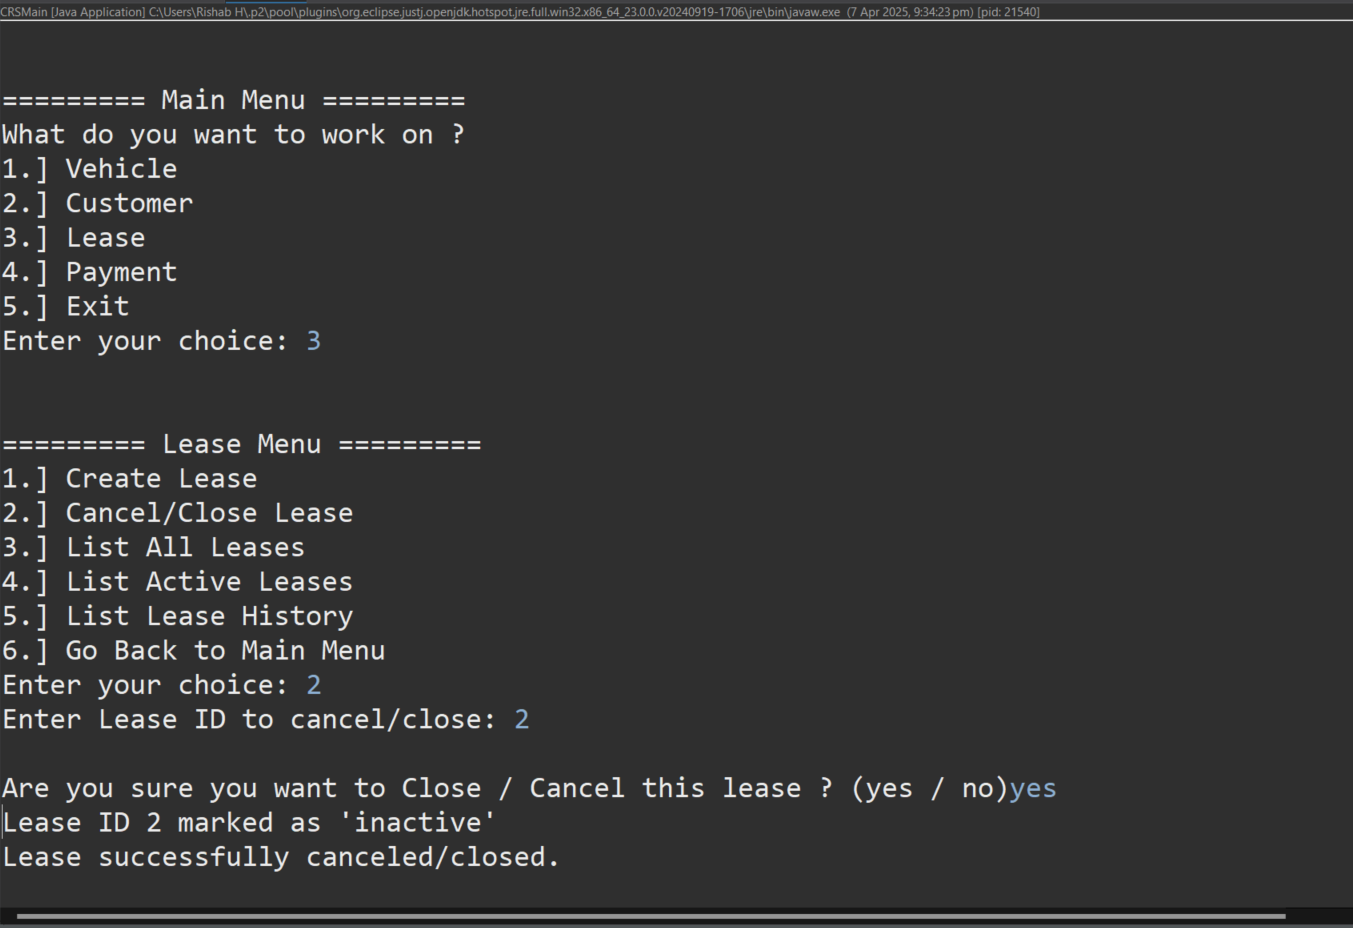 CRSMain [Java Application] C:\Users\Rishab H\.p2\pool\plugins\org.eclipse.justj.openjdk.hotspot.jre.full.win32.x86_64_23.0.0.v20240919-1706\jre\bin\javaw.exe (7 Apr 2025, 9:34:23 pm) [pid: 21540]
========= Main Menu =========
What do you want to work on ?
1.] Vehicle
2.] Customer
3.] Lease
4.] Payment
5.] Exit
Enter your choice: 3
========= Lease Menu =========
1.] Create Lease
2.] Cancel/Close Lease
3.] List All Leases
4.] List Active Leases
5.] List Lease History
6.] Go Back to Main Menu
Enter your choice: 2
Enter Lease ID to cancel/close: 2
Are you sure you want to Close / Cancel this lease ? (yes / no)yes
Lease ID 2 marked as 'inactive'
Lease successfully canceled/closed.